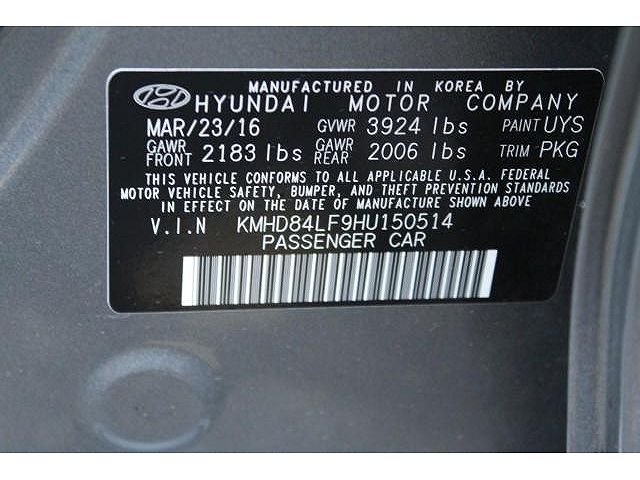 MANUFACTURED IN KOREA BY
HYUNDAI MOTOR COMPANY
MAR/23/16 GVWR 3924 lbs PAINT UYS
GAWR FRONT 2183 lbs GAWR REAR 2006 lbs TRIM PKG
THIS VEHICLE CONFORMS TO ALL APPLICABLE U.S.A. FEDERAL
MOTOR VEHICLE SAFETY, BUMPER, AND THEFT PREVENTION STANDARDS
IN EFFECT ON THE DATE OF MANUFACTURE SHOWN ABOVE
V.I.N KMHD84LF9HU150514
PASSENGER CAR